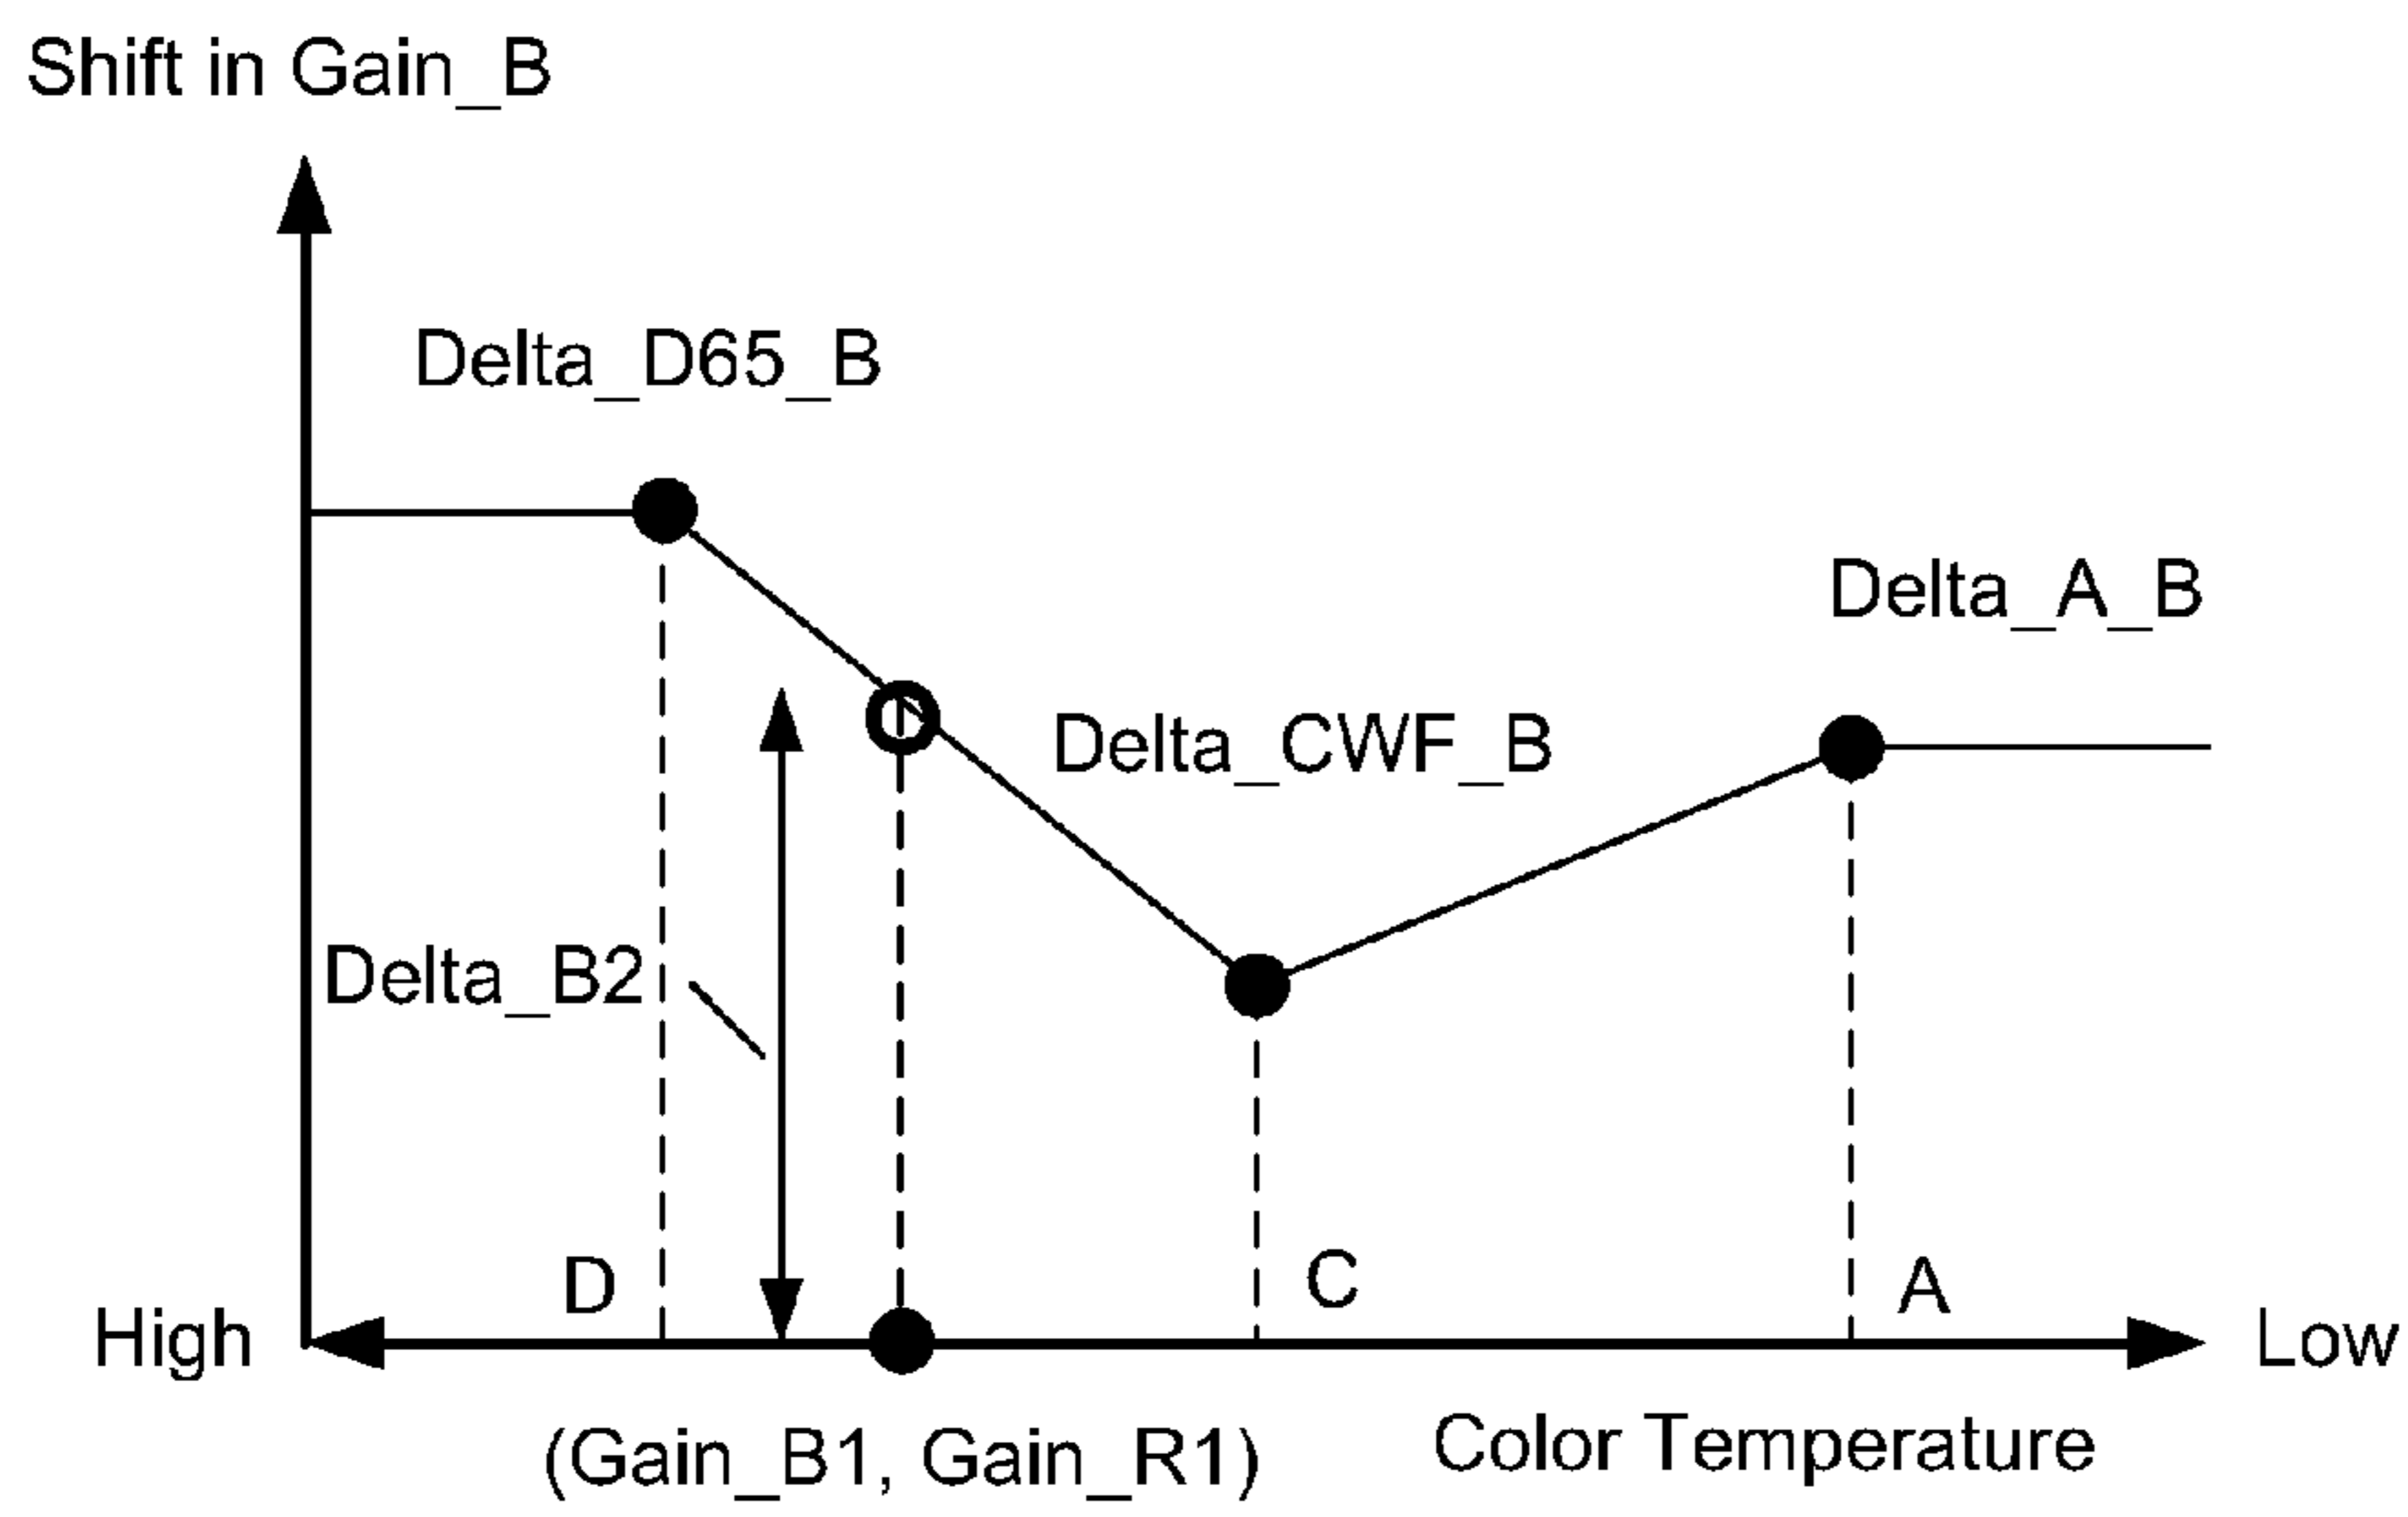 Shift in Gain_B
Delta_D65_B
Delta_A_B
Delta_CWF_B
Delta_B2
D
C
A
High
Low
(Gain_B1, Gain_R1)
Color Temperature